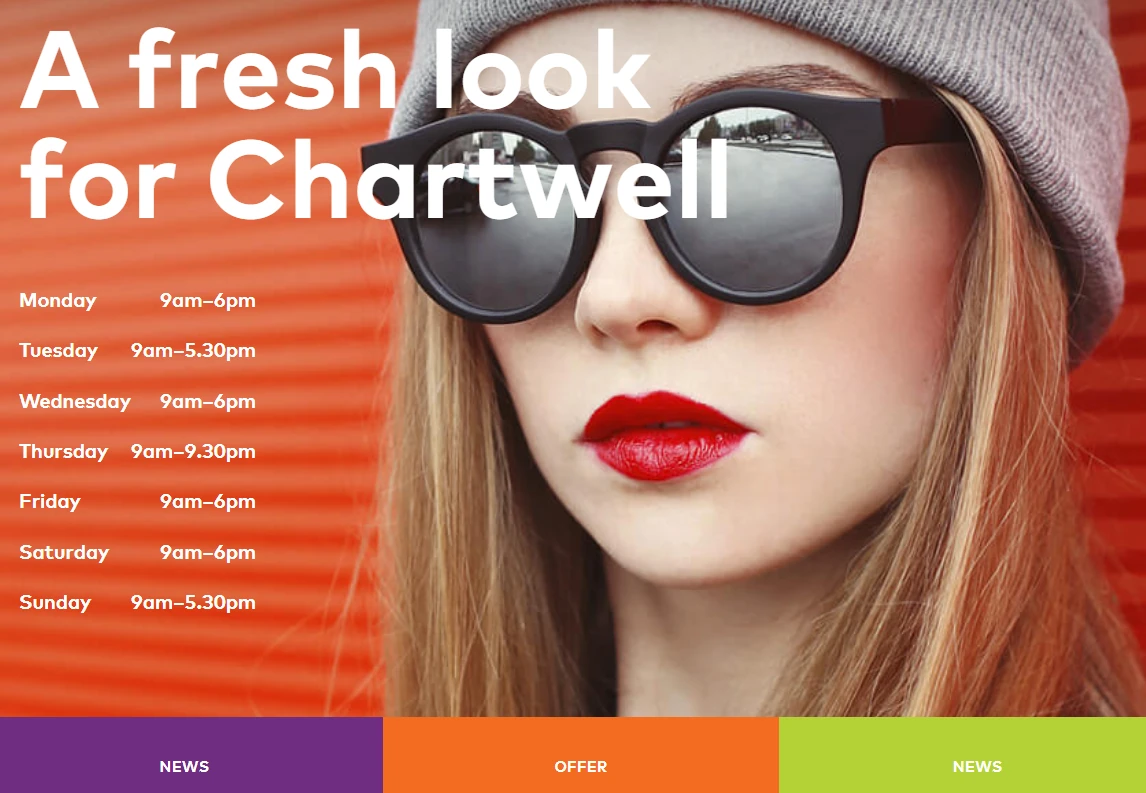 A fresh look
for Chartwell
Monday 9am–6pm
Tuesday 9am–5.30pm
Wednesday 9am–6pm
Thursday 9am–9.30pm
Friday 9am–6pm
Saturday 9am–6pm
Sunday 9am–5.30pm
NEWS OFFER NEWS